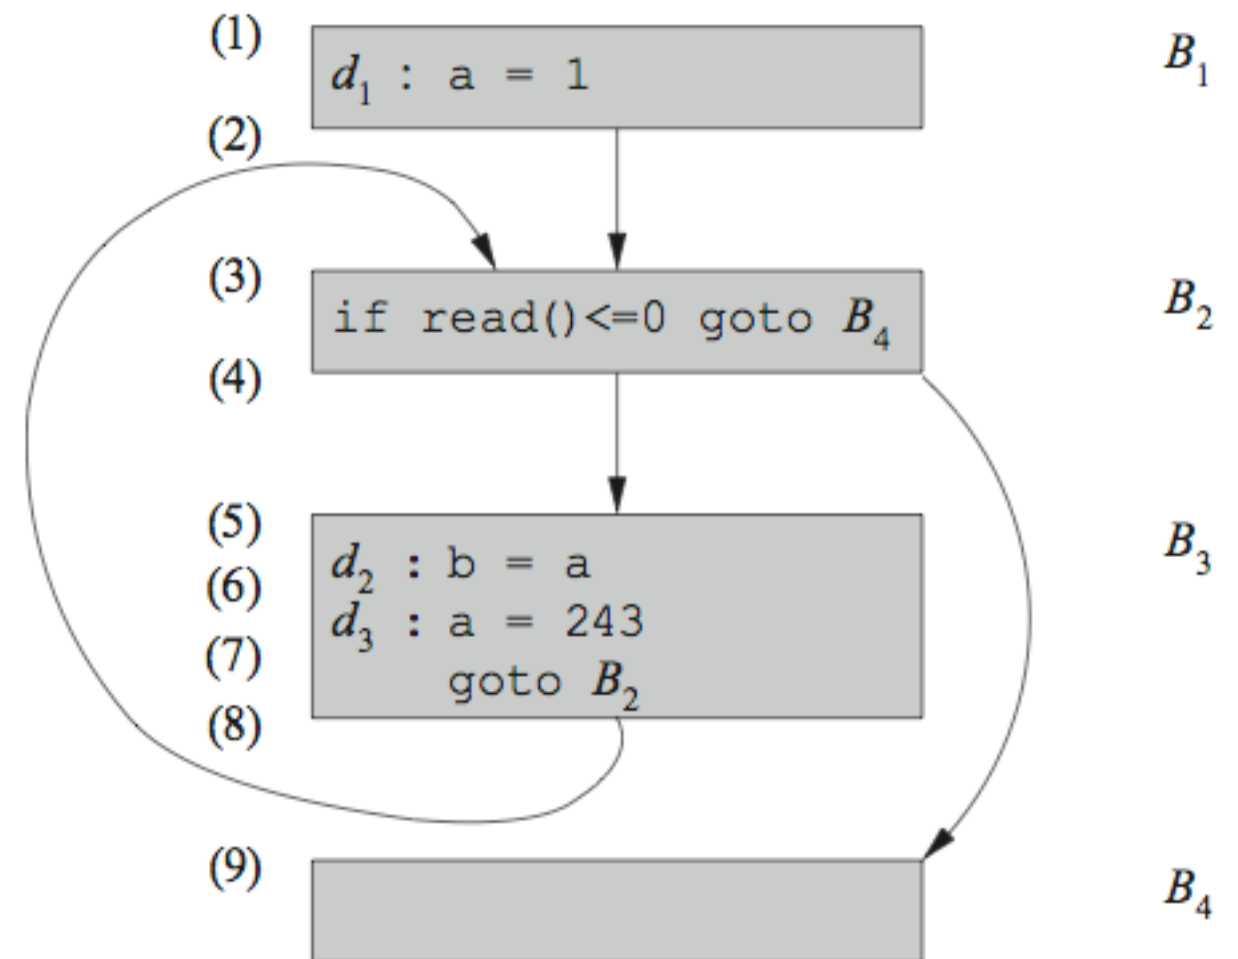 (1)
d₁ : a = 1
B₁
(2)
(3)
if read()<=0 goto B₄
B₂
(4)
(5)
d₂ : b = a
B₃
(6)
d₃ : a = 243
(7)
goto B₂
(8)
(9)
B₄